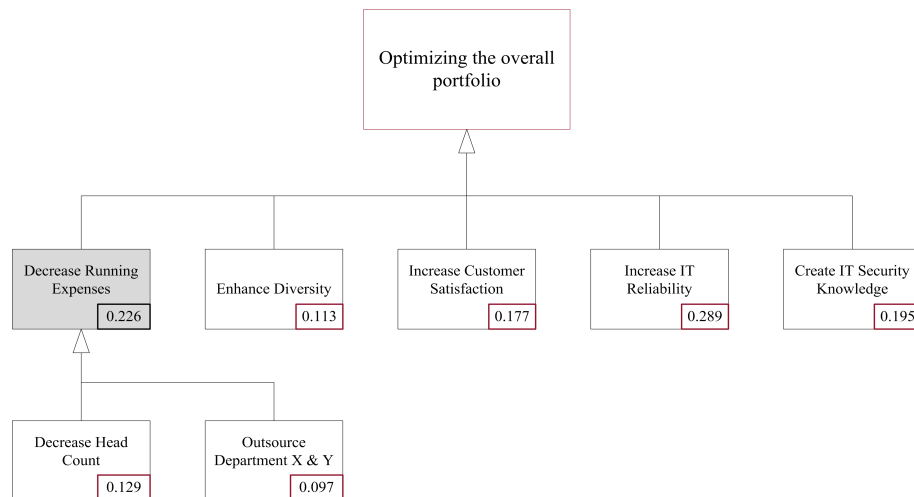 Optimizing the overall
portfolio
Decrease Running
Expenses
0.226
Enhance Diversity
0.113
Increase Customer
Satisfaction
0.177
Increase IT
Reliability
0.289
Create IT Security
Knowledge
0.195
Decrease Head
Count
0.129
Outsource
Department X & Y
0.097